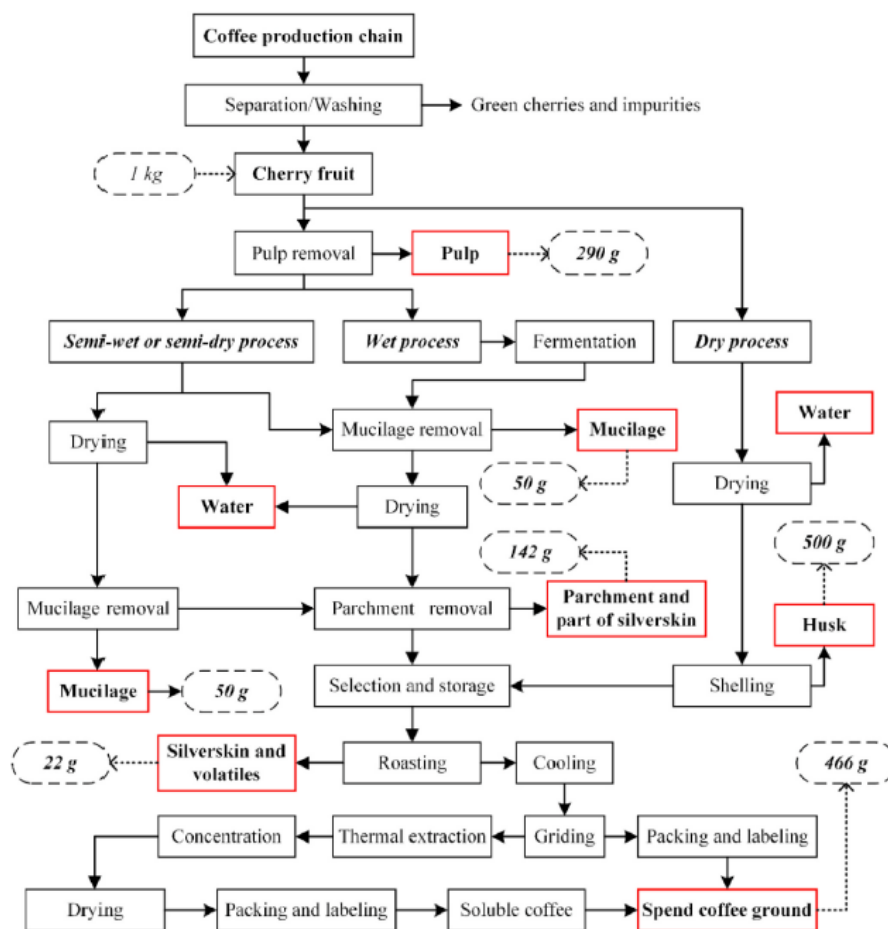 Coffee production chain
Separation/Washing
Green cherries and impurities
1 kg
Cherry fruit
Pulp removal
Pulp
290 g
Semi-wet or semi-dry process
Wet process
Fermentation
Dry process
Water
Drying
Mucilage removal
Mucilage
Water
Drying
50 g
Drying
142 g
500 g
Mucilage removal
Parchment removal
Parchment and
part of silverskin
Husk
Mucilage
50 g
Selection and storage
Shelling
22 g
Silverskin and
volatiles
Roasting
Cooling
466 g
Concentration
Thermal extraction
Griding
Packing and labeling
Drying
Packing and labeling
Soluble coffee
Spend coffee ground